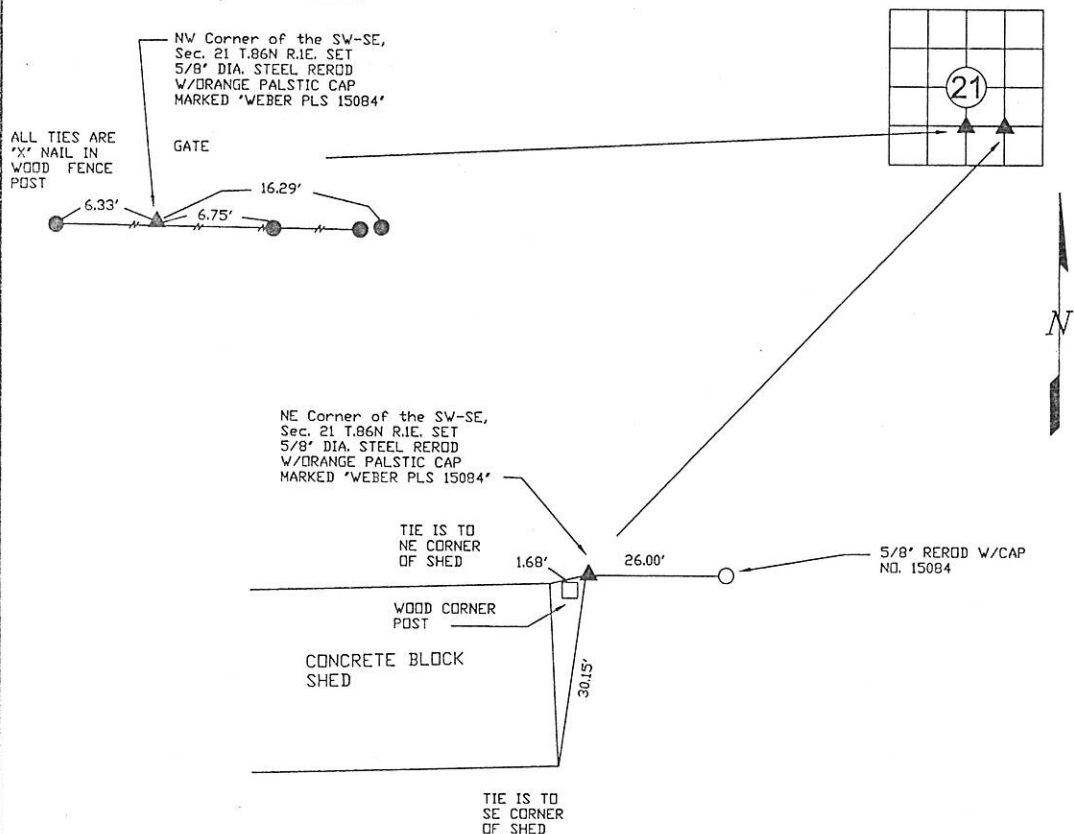 NW Corner of the SW-SE,
Sec. 21 T.86N R.1E. SET
5/8" DIA. STEEL REROD
W/ORANGE PALSTIC CAP
MARKED "WEBER PLS 15084"
ALL TIES ARE
"X" NAIL IN
WOOD FENCE
POST
GATE
6.33'
6.75'
16.29'
21
N
NE Corner of the SW-SE,
Sec. 21 T.86N R.1E. SET
5/8" DIA. STEEL REROD
W/ORANGE PALSTIC CAP
MARKED "WEBER PLS 15084"
TIE IS TO
NE CORNER
OF SHED
1.68'
26.00'
5/8" REROD W/CAP
NO. 15084
WOOD CORNER
POST
CONCRETE BLOCK
SHED
30.15'
TIE IS TO
SE CORNER
OF SHED